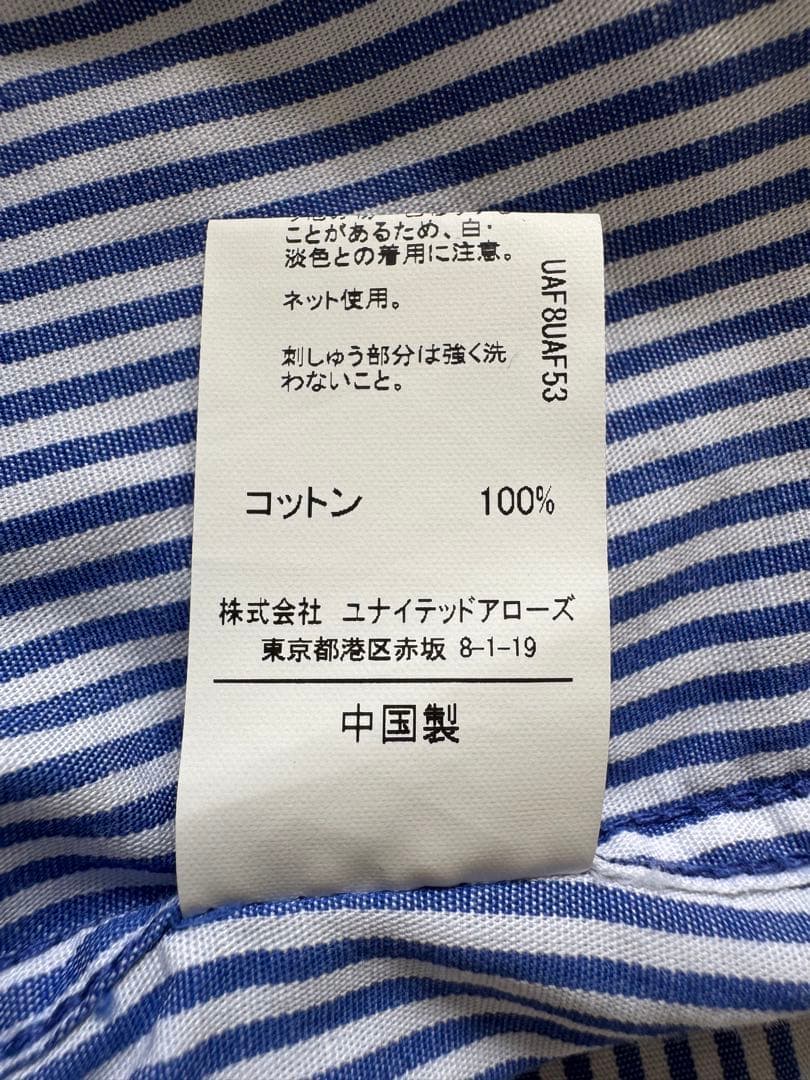 ことがあるため、白・
淡色との着用に注意。
ネット使用。
刺しゅう部分は強く洗
わないこと。
UAF8UAF53
コットン 100%
株式会社 ユナイテッドアローズ
東京都港区赤坂 8-1-19
中国製